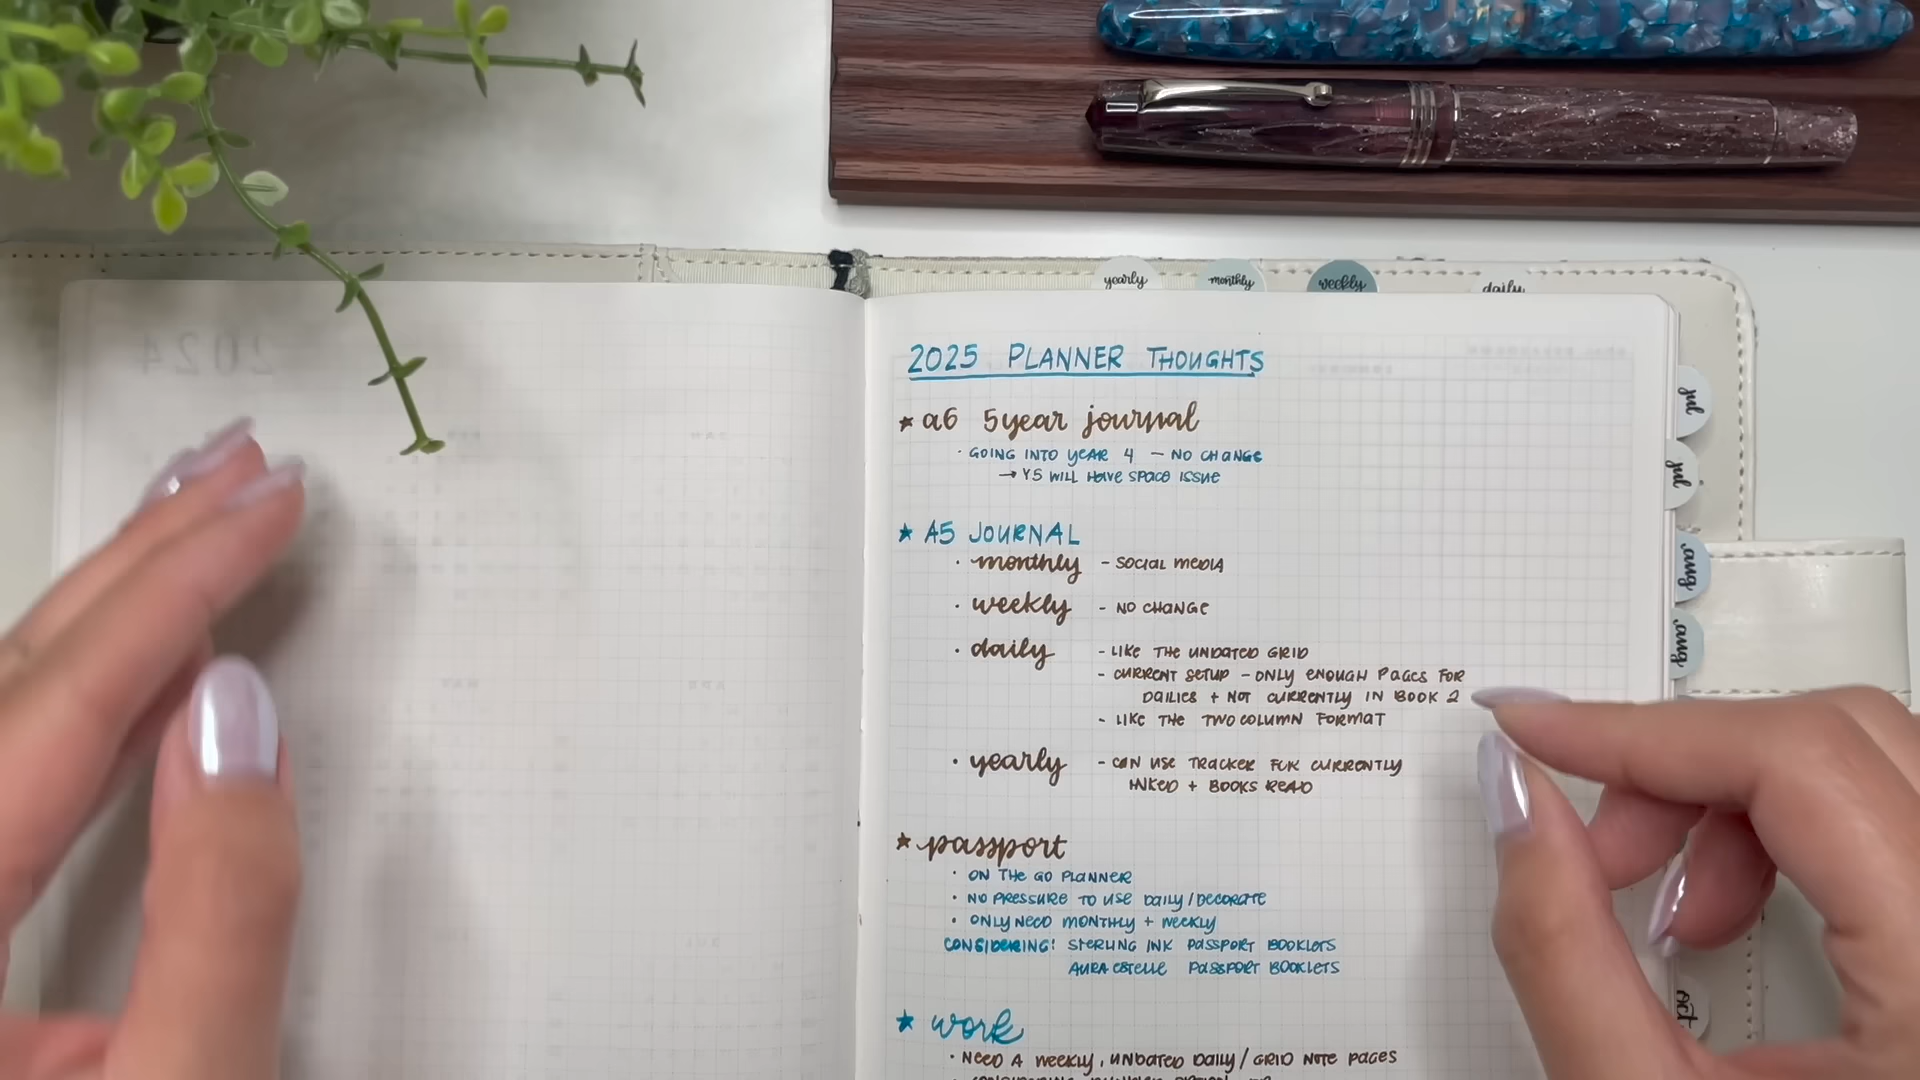 yearly
monthly
weekly
daily
2024
2025 PLANNER THOUGHTS
★ a6 5year journal
· GOING INTO YEAR 4 – NO CHANGE
→ Y5 WILL HAVE SPACE ISSUE
★ A5 JOURNAL
· monthly – SOCIAL MEDIA
· weekly – NO CHANGE
· daily – LIKE THE UNDATED GRID
– CURRENT SETUP – ONLY ENOUGH PAGES FOR
DAILIES + NOT CURRENTLY IN BOOK 2
– LIKE THE TWO COLUMN FORMAT
· yearly – CAN USE TRACKER FOR CURRENTLY
INKED + BOOKS READ
★ passport
· ON THE GO PLANNER
· NO PRESSURE TO USE DAILY/DECORATE
· ONLY NEED MONTHLY + WEEKLY
CONSIDERING: STERLING INK PASSPORT BOOKLETS
AURA ESTELLE PASSPORT BOOKLETS
★ work
· NEED A WEEKLY, UNDATED DAILY/GRID NOTE PAGES
jul
jul
aug
aug
oct